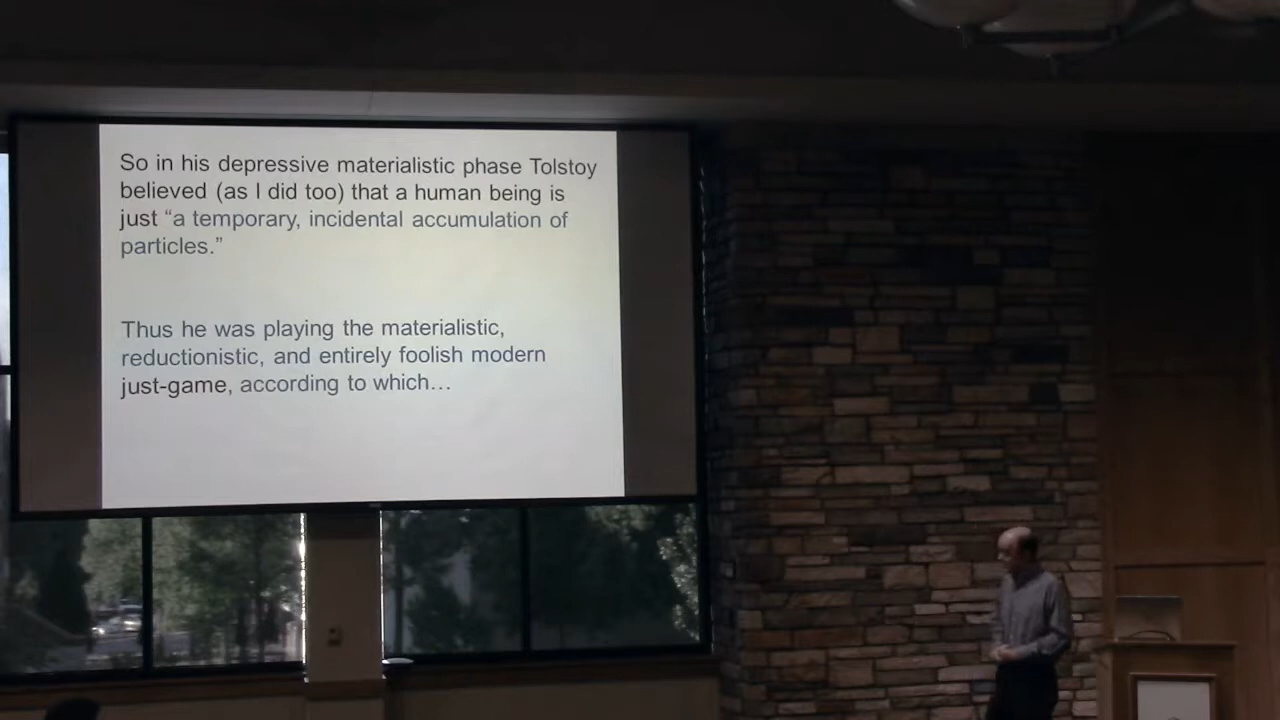 So in his depressive materialistic phase Tolstoy
believed (as I did too) that a human being is
just “a temporary, incidental accumulation of
particles.”
Thus he was playing the materialistic,
reductionistic, and entirely foolish modern
just-game, according to which…